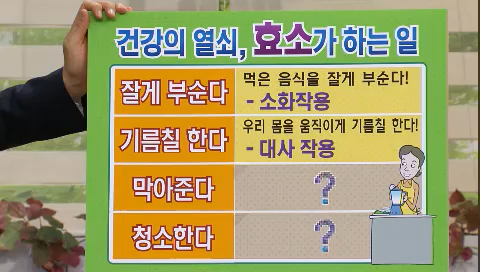 건강의 열쇠, 효소가 하는 일
잘게 부순다
먹은 음식을 잘게 부순다!
- 소화작용
기름칠 한다
우리 몸을 움직이게 기름칠 한다!
- 대사 작용
막아준다
?
청소한다
?